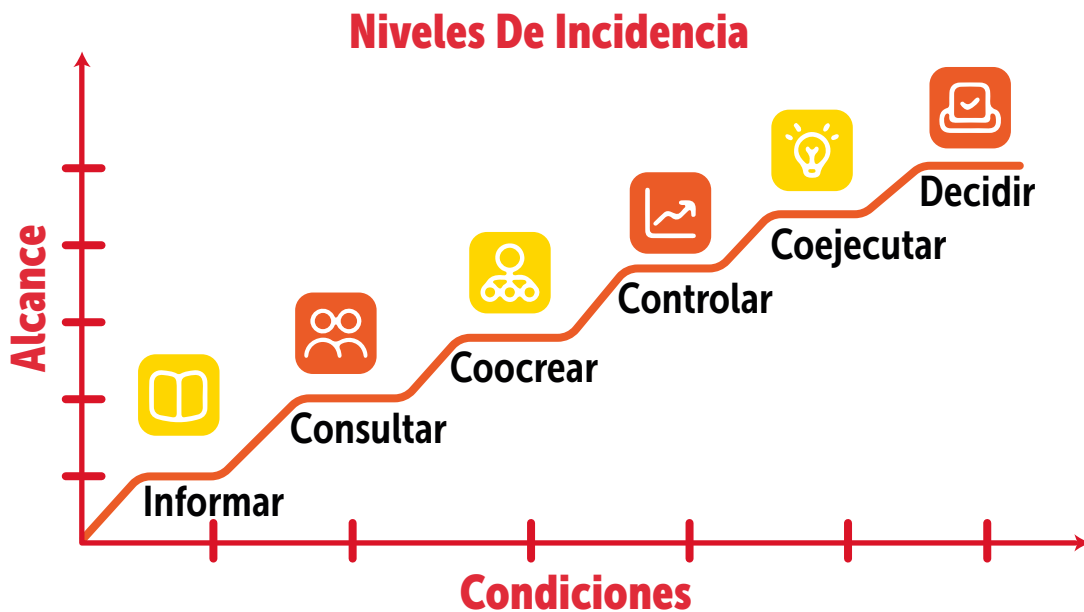 Niveles De Incidencia
Decidir
Coejecutar
Controlar
Coocrear
Consultar
Informar
Alcance
Condiciones